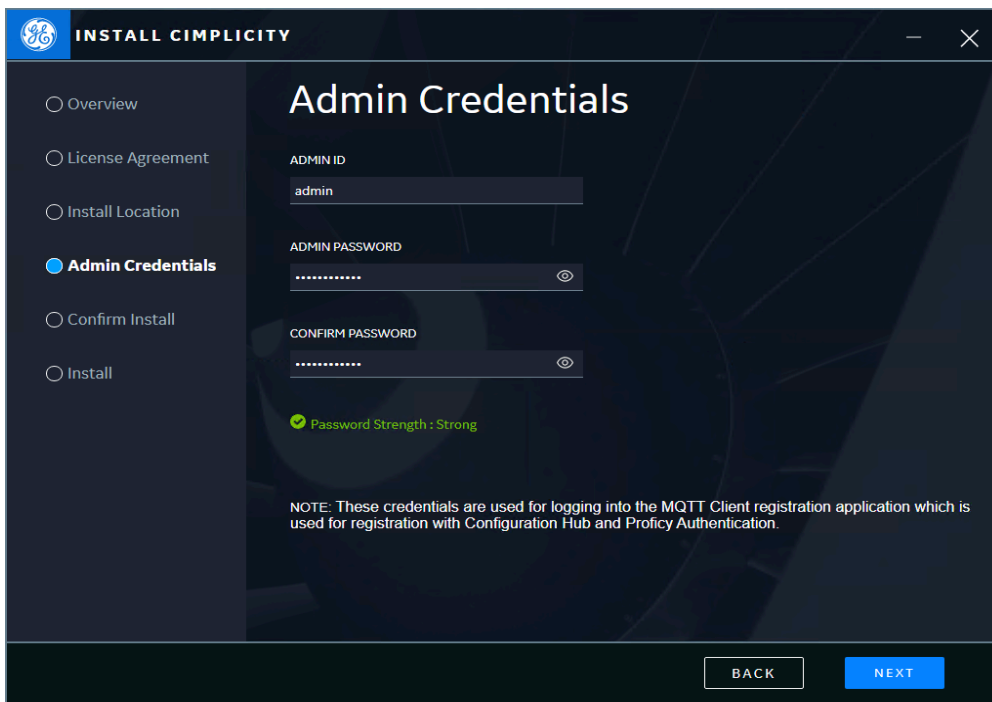 INSTALL CIMPLICITY
Overview
License Agreement
Install Location
Admin Credentials
Confirm Install
Install
Admin Credentials
ADMIN ID
admin
ADMIN PASSWORD
••••••••••••
CONFIRM PASSWORD
••••••••••••
Password Strength : Strong
NOTE: These credentials are used for logging into the MQTT Client registration application which is
used for registration with Configuration Hub and Proficy Authentication.
BACK
NEXT